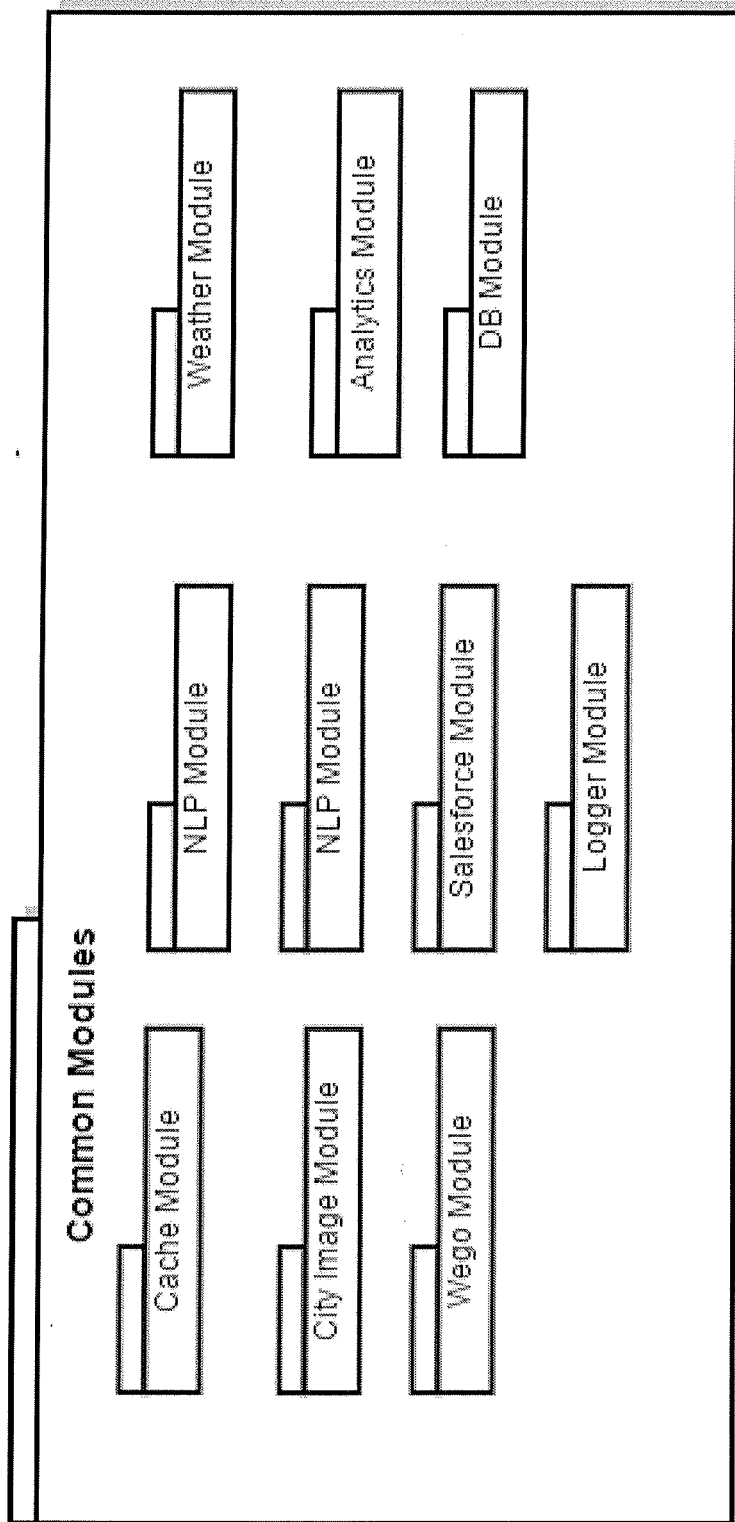 Common Modules
Cache Module
NLP Module
Weather Module
City Image Module
NLP Module
Analytics Module
Wego Module
Salesforce Module
DB Module
Logger Module